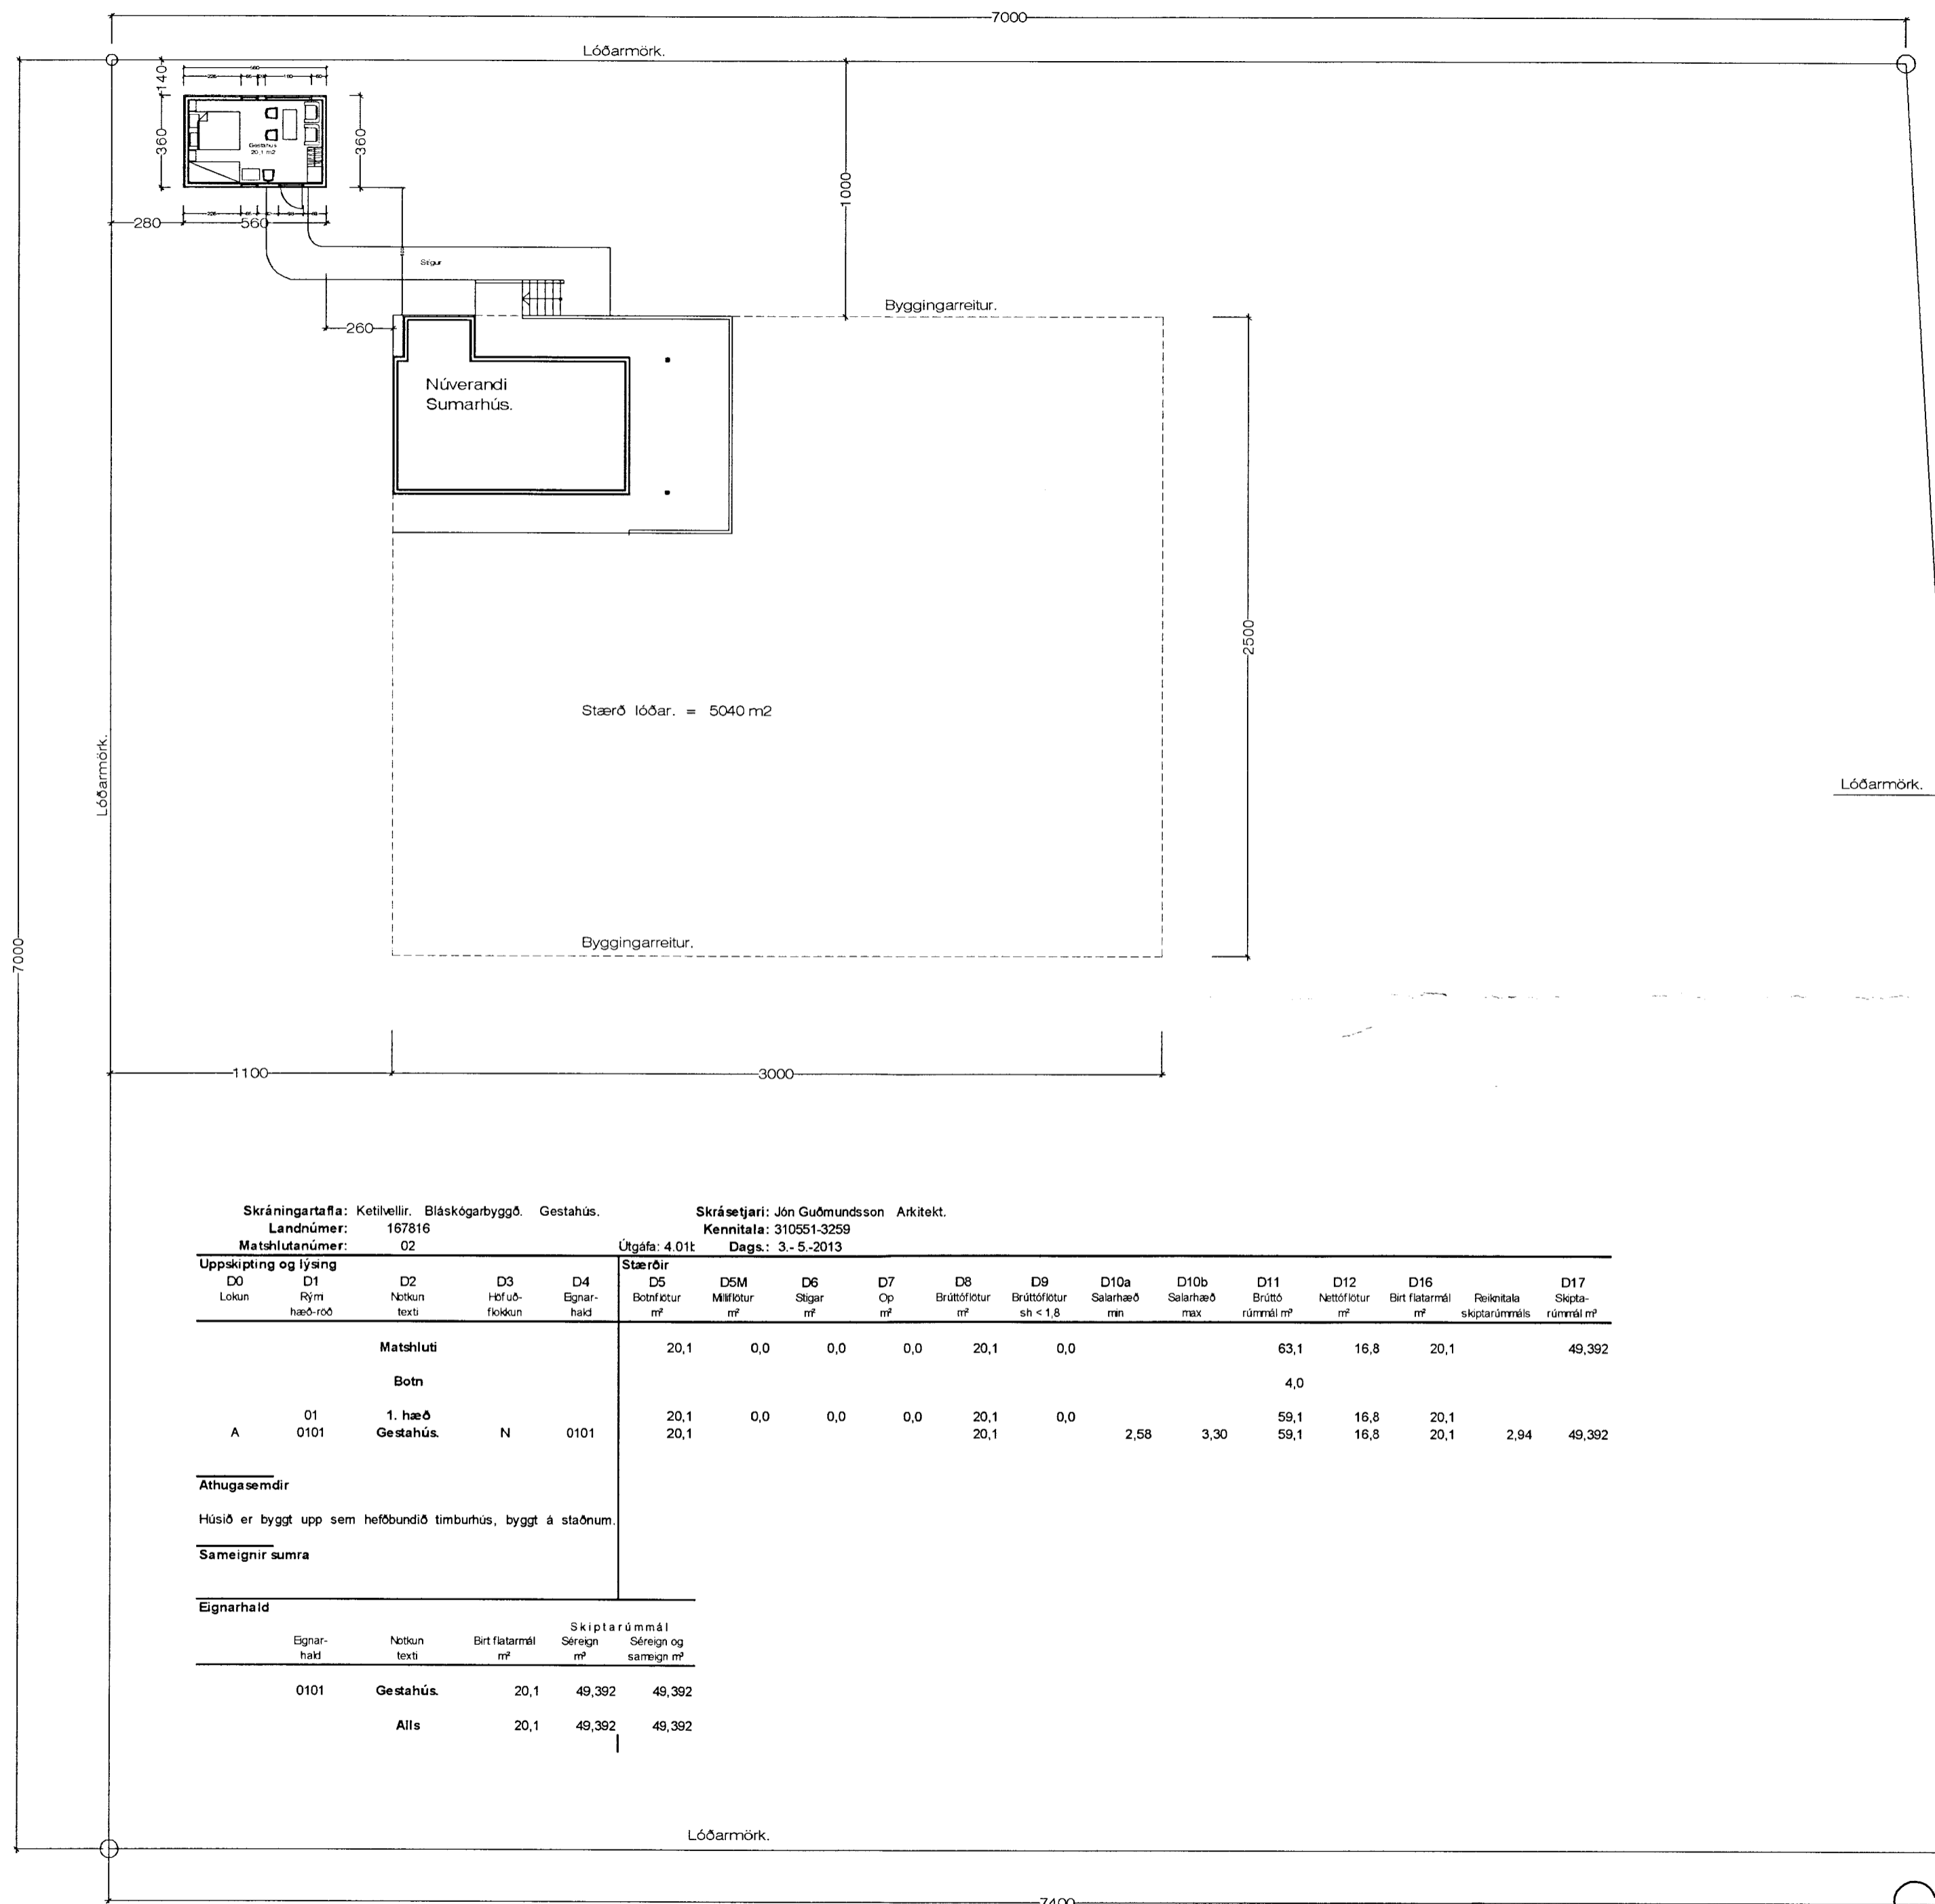 7000
Lóðarmörk.
140
560
360
360
Gestahús
20,1 m2
1000
280
560
Stígur
Byggingarreitur.
260
Núverandi
Sumarhús.
2500
Stærð lóðar. = 5040 m2
Lóðarmörk.
Lóðarmörk.
7000
Byggingarreitur.
1100
3000
Skráningartafla: Ketilvellir. Bláskógarbyggð. Gestahús. Skrásetjari: Jón Guðmundsson Arkitekt.
Landnúmer: 167816 Kennitala: 310551-3259
Matshlutanúmer: 02 Útgáfa: 4.01b Dags.: 3.- 5.-2013
Uppskipting og lýsing Stærðir
D0 D1 D2 D3 D4 D5 D5M D6 D7 D8 D9 D10a D10b D11 D12 D16 D17
Lokun Rými Notkun Höfuð- Eignar- Botnflötur Milliflötur Stigar Op Brúttóflötur Brúttóflötur Salarhæð Salarhæð Brúttó Nettóflötur Birt flatarmál Reiknitala Skipta-
hæð-röð texti flokkun hald m² m² m² m² m² sh < 1,8 min max rúmmál m³ m² m² skiptarúmmáls rúmmál m³
Matshluti 20,1 0,0 0,0 0,0 20,1 0,0 63,1 16,8 20,1 49,392
Botn 4,0
01 1. hæð 20,1 0,0 0,0 0,0 20,1 0,0 59,1 16,8 20,1
A 0101 Gestahús. N 0101 20,1 20,1 2,58 3,30 59,1 16,8 20,1 2,94 49,392
Athugasemdir
Húsið er byggt upp sem hefðbundið timburhús, byggt á staðnum.
Sameignir sumra
Eignarhald
Skiptarúmmál
Eignar- Notkun Birt flatarmál Séreign Séreign og
hald texti m² m³ sameign m³
0101 Gestahús. 20,1 49,392 49,392
Alls 20,1 49,392 49,392
Lóðarmörk.
7400